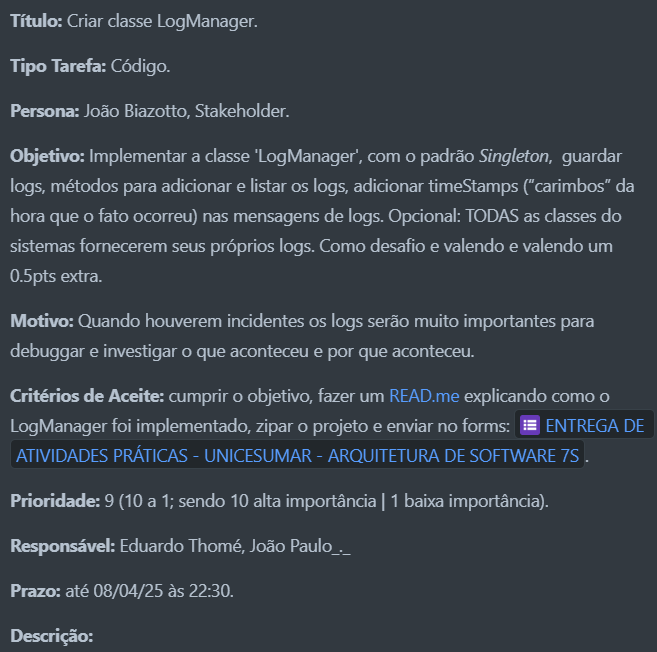 Título: Criar classe LogManager.
Tipo Tarefa: Código.
Persona: João Biazotto, Stakeholder.
Objetivo: Implementar a classe 'LogManager', com o padrão Singleton,  guardar
logs, métodos para adicionar e listar os logs, adicionar timeStamps (“carimbos” da
hora que o fato ocorreu) nas mensagens de logs. Opcional: TODAS as classes do
sistemas fornecerem seus próprios logs. Como desafio e valendo e valendo um
0.5pts extra.
Motivo: Quando houverem incidentes os logs serão muito importantes para
debuggar e investigar o que aconteceu e por que aconteceu.
Critérios de Aceite: cumprir o objetivo, fazer um READ.me explicando como o
LogManager foi implementado, zipar o projeto e enviar no forms: ENTREGA DE
ATIVIDADES PRÁTICAS - UNICESUMAR - ARQUITETURA DE SOFTWARE 7S.
Prioridade: 9 (10 a 1; sendo 10 alta importância | 1 baixa importância).
Responsável: Eduardo Thomé, João Paulo_._
Prazo: até 08/04/25 às 22:30.
Descrição: